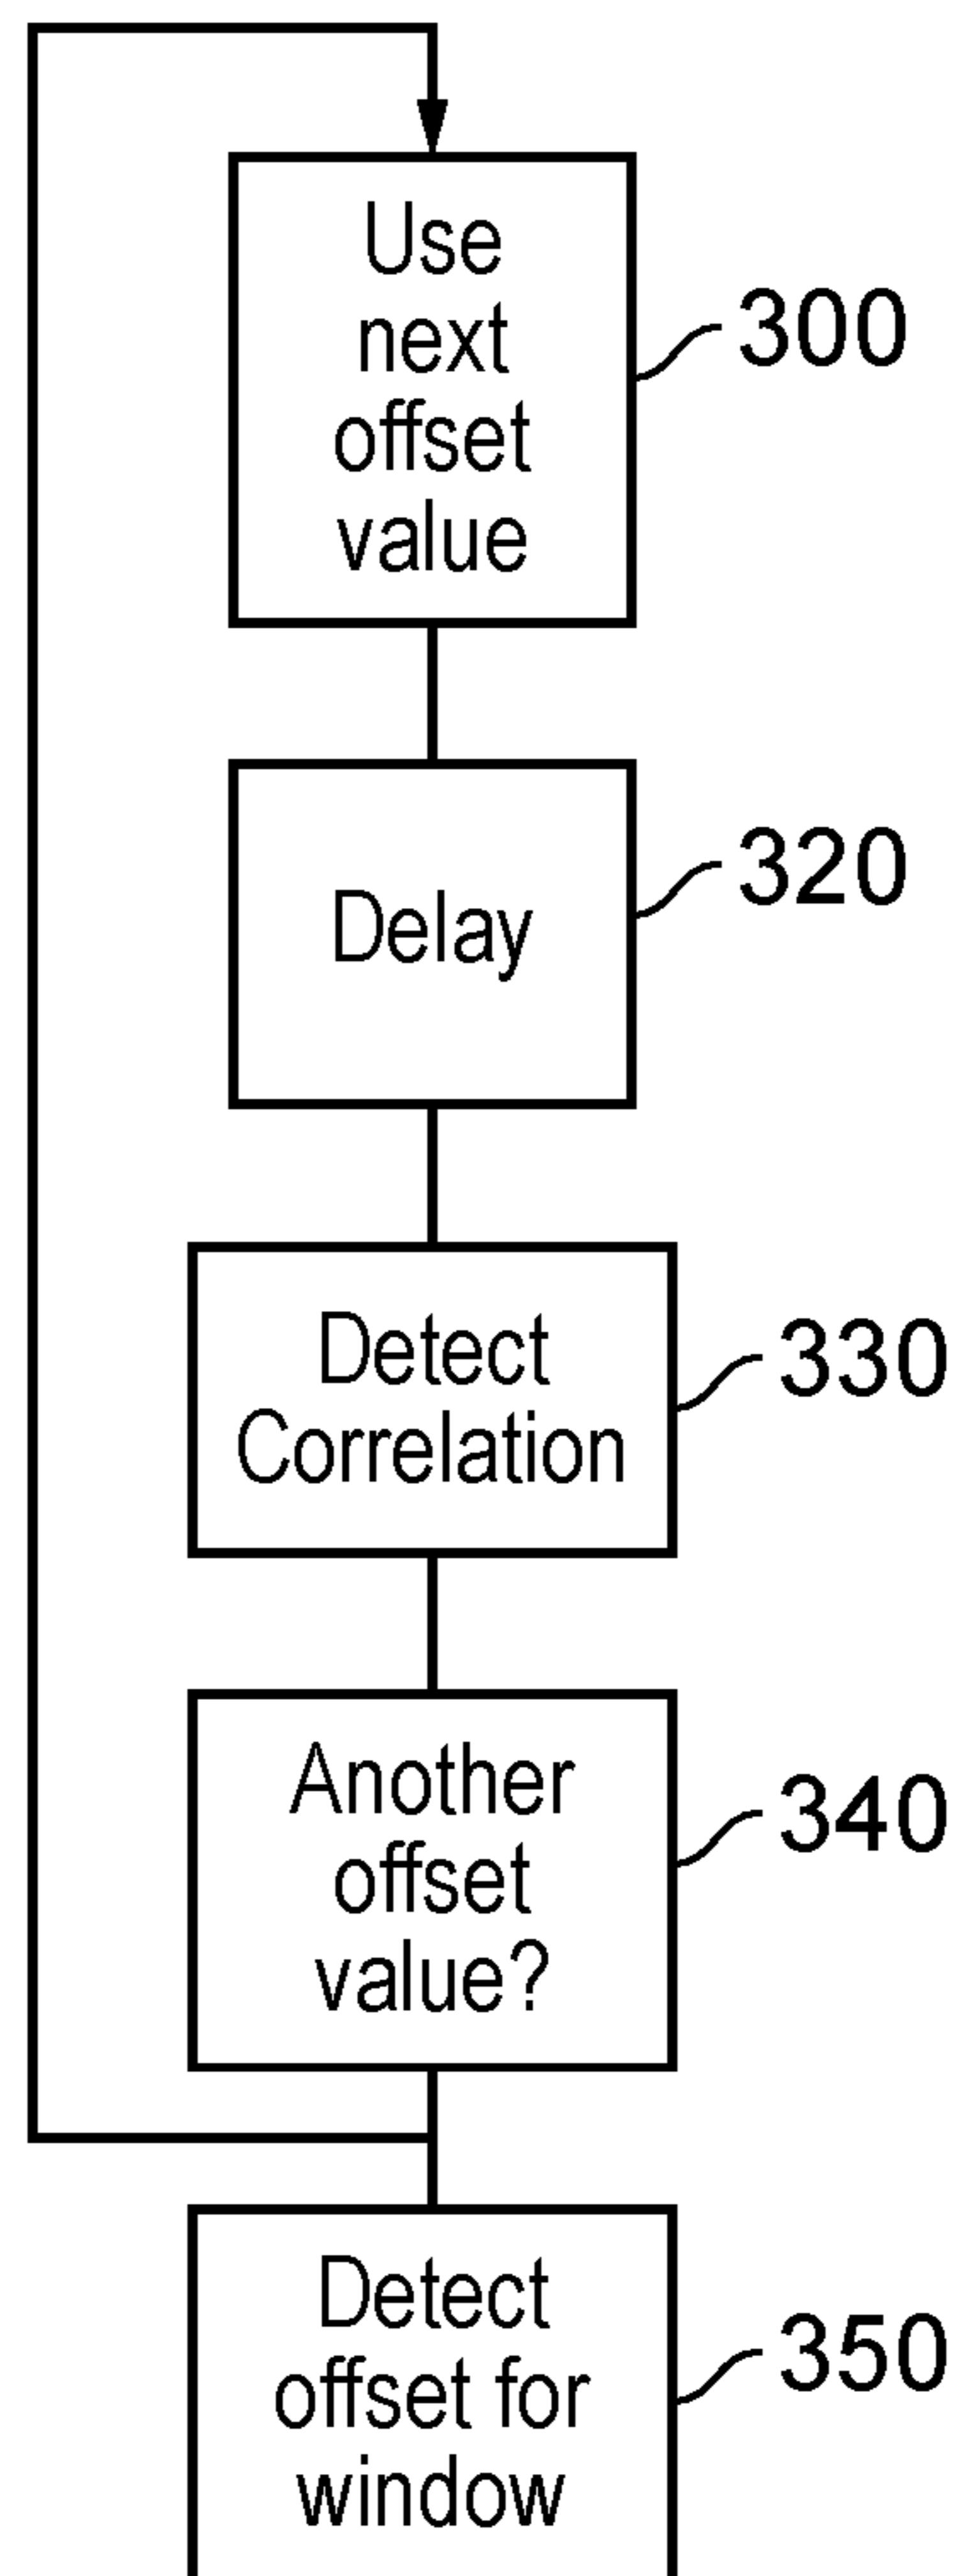 Use
next
offset
value
300
Delay
320
Detect
Correlation
330
Another
offset
value?
340
Detect
offset for
window
350